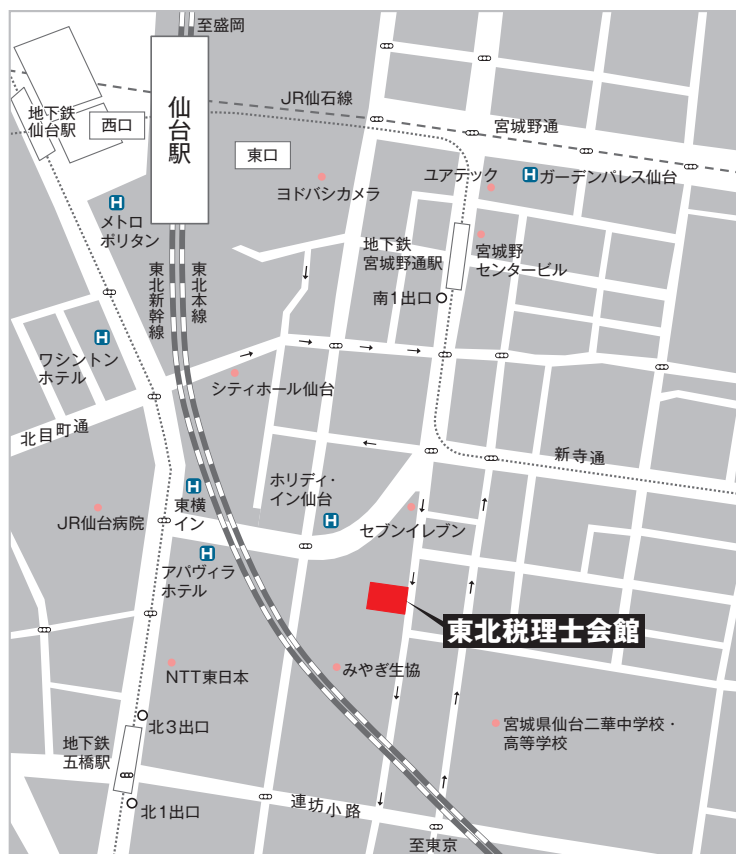 至盛岡
地下鉄
仙台駅
西口
仙台駅
東口
JR仙石線
宮城野通
ユアテック
H ガーデンパレス仙台
ヨドバシカメラ
H
メトロ
ポリタン
地下鉄
宮城野通駅
宮城野
センタービル
南1出口
東北新幹線
東北本線
H
ワシントン
ホテル
シティホール仙台
北目町通
新寺通
H
東横
イン
ホリデイ・
イン仙台
H
セブンイレブン
JR仙台病院
H
アパヴィラ
ホテル
東北税理士会館
NTT東日本
みやぎ生協
宮城県仙台二華中学校・
高等学校
北3出口
地下鉄
五橋駅
北1出口
連坊小路
至東京